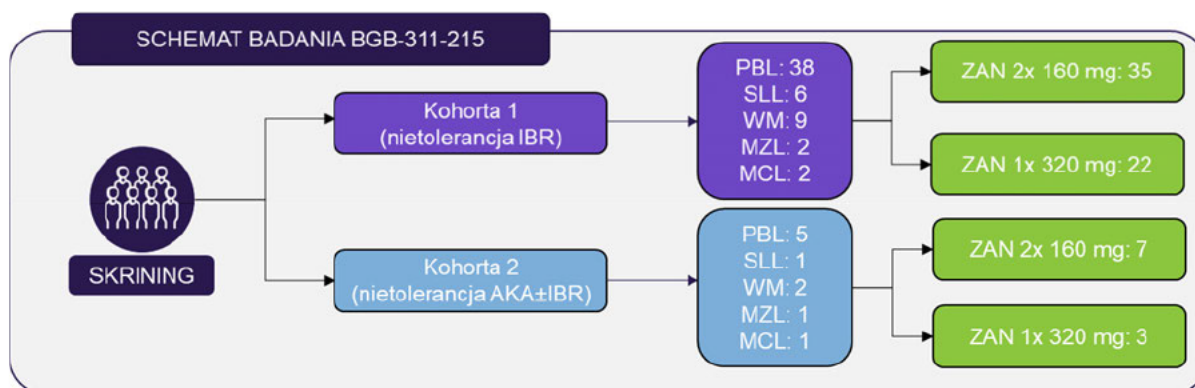 SCHEMAT BADANIA BGB-311-215
SKRINING
Kohorta 1
(nietolerancja IBR)
PBL: 38
SLL: 6
WM: 9
MZL: 2
MCL: 2
ZAN 2x 160 mg: 35
ZAN 1x 320 mg: 22
Kohorta 2
(nietolerancja AKA±IBR)
PBL: 5
SLL: 1
WM: 2
MZL: 1
MCL: 1
ZAN 2x 160 mg: 7
ZAN 1x 320 mg: 3